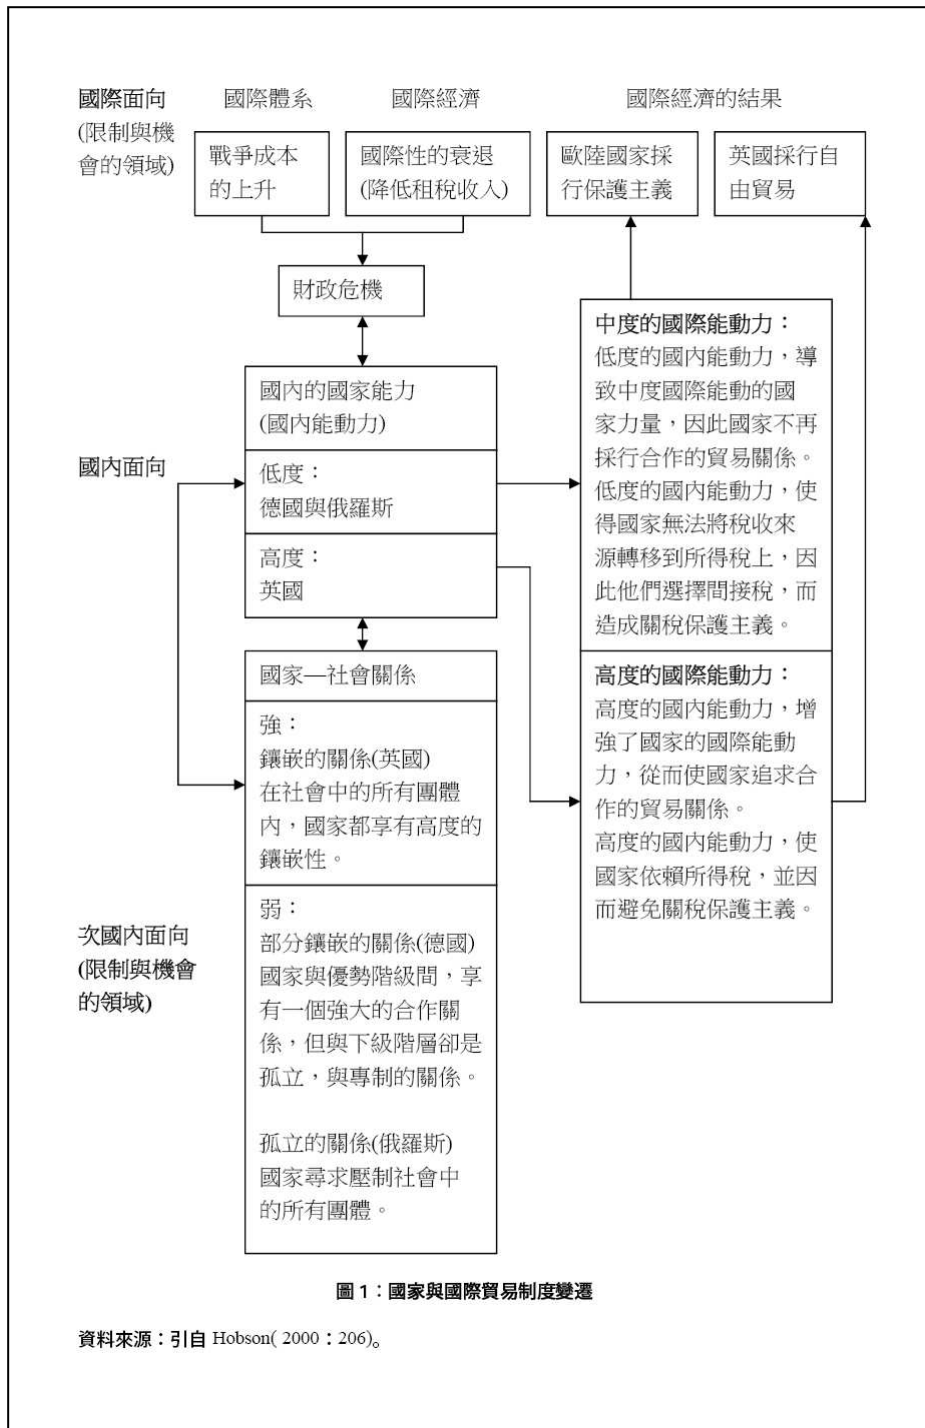 國際面向
(限制與機
會的領域)
國際體系
國際經濟
國際經濟的結果
戰爭成本
的上升
國際性的衰退
(降低租稅收入)
歐陸國家採
行保護主義
英國採行自
由貿易
財政危機
國內面向
國內的國家能力
(國內能動力)
低度：
德國與俄羅斯
高度：
英國
中度的國際能動力：
低度的國內能動力，導
致中度國際能動的國
家力量，因此國家不再
採行合作的貿易關係。
低度的國內能動力，使
得國家無法將稅收來
源轉移到所得稅上，因
此他們選擇間接稅，而
造成關稅保護主義。
高度的國際能動力：
高度的國內能動力，增
強了國家的國際能動
力，從而使國家追求合
作的貿易關係。
高度的國內能動力，使
國家依賴所得稅，並因
而避免關稅保護主義。
國家—社會關係
強：
鑲嵌的關係(英國)
在社會中的所有團體
內，國家都享有高度的
鑲嵌性。
次國內面向
(限制與機會
的領域)
弱：
部分鑲嵌的關係(德國)
國家與優勢階級間，享
有一個強大的合作關
係，但與下級階層卻是
孤立，與專制的關係。
孤立的關係(俄羅斯)
國家尋求壓制社會中
的所有團體。
圖 1：國家與國際貿易制度變遷
資料來源：引自 Hobson( 2000：206)。